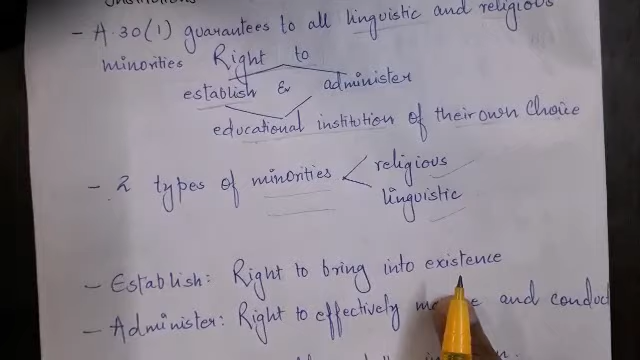 - A.30(1) guarantees to all linguistic and religious
minorities Right to
establish & administer
educational institution of their own choice
- 2 types of minorities religious
linguistic
- Establish: Right to bring into existence
- Administer: Right to effectively and conduct